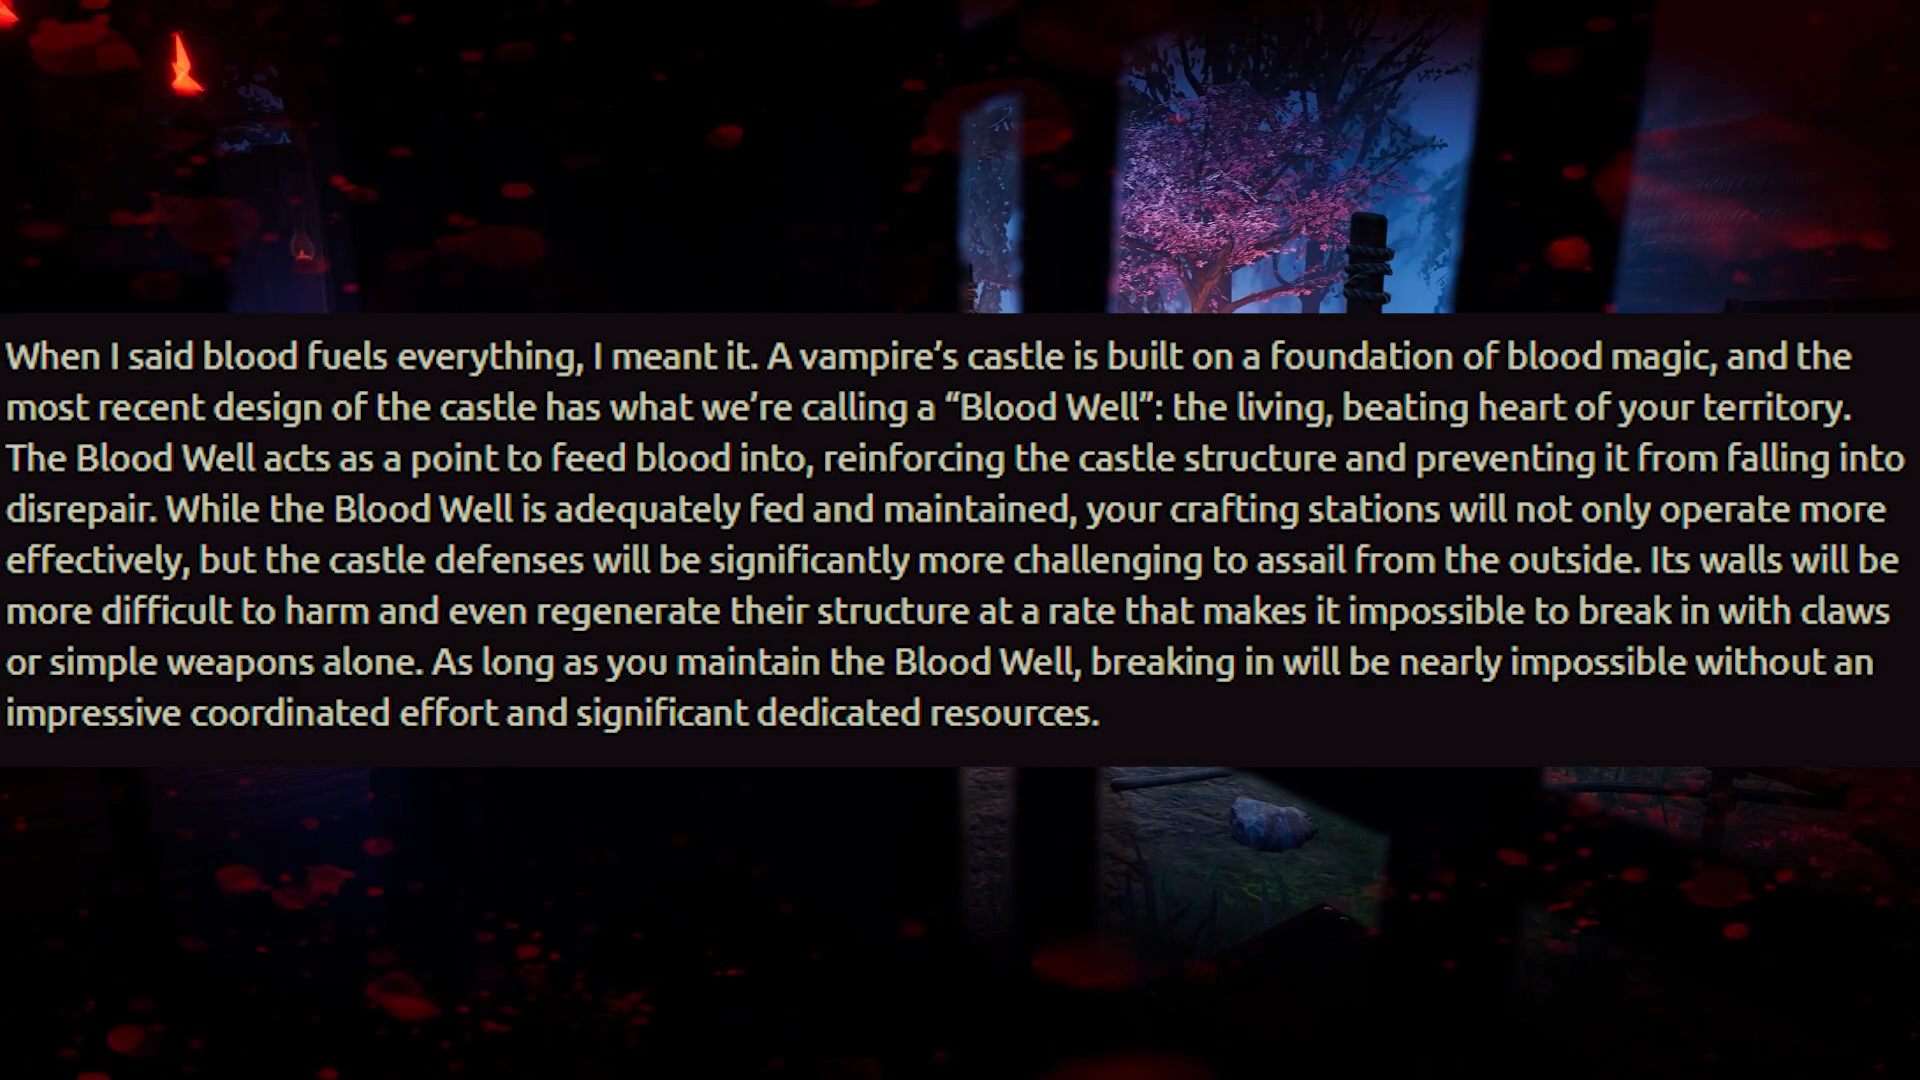 When I said blood fuels everything, I meant it. A vampire’s castle is built on a foundation of blood magic, and the
most recent design of the castle has what we’re calling a “Blood Well”: the living, beating heart of your territory.
The Blood Well acts as a point to feed blood into, reinforcing the castle structure and preventing it from falling into
disrepair. While the Blood Well is adequately fed and maintained, your crafting stations will not only operate more
effectively, but the castle defenses will be significantly more challenging to assail from the outside. Its walls will be
more difficult to harm and even regenerate their structure at a rate that makes it impossible to break in with claws
or simple weapons alone. As long as you maintain the Blood Well, breaking in will be nearly impossible without an
impressive coordinated effort and significant dedicated resources.